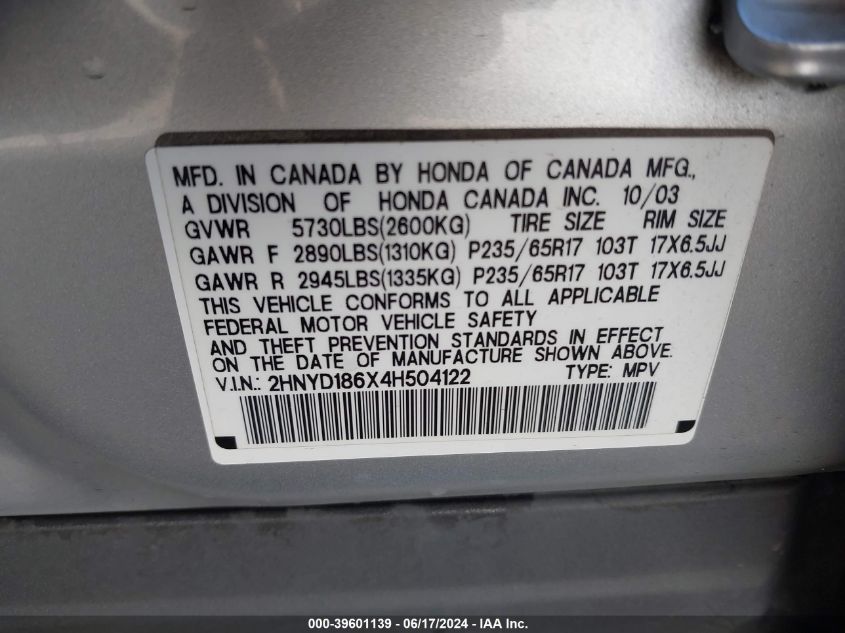 MFD. IN CANADA BY HONDA OF CANADA MFG.,
A DIVISION OF HONDA CANADA INC. 10/03
GVWR 5730LBS(2600KG) TIRE SIZE RIM SIZE
GAWR F 2890LBS(1310KG) P235/65R17 103T 17X6.5JJ
GAWR R 2945LBS(1335KG) P235/65R17 103T 17X6.5JJ
THIS VEHICLE CONFORMS TO ALL APPLICABLE
FEDERAL MOTOR VEHICLE SAFETY
AND THEFT PREVENTION STANDARDS IN EFFECT
ON THE DATE OF MANUFACTURE SHOWN ABOVE.
V.I.N.: 2HNYD186X4H504122 TYPE: MPV
000-39601139 - 06/17/2024 - IAA Inc.